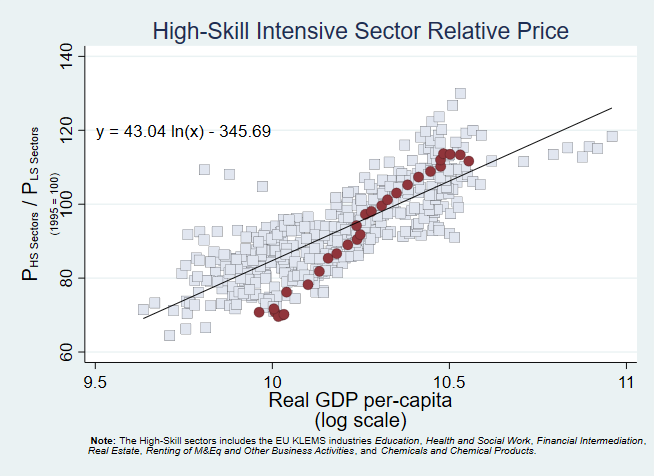 High-Skill Intensive Sector Relative Price
140
120
100
80
60
P HS Sectors / P LS Sectors
(1995 = 100)
y = 43.04 ln(x) - 345.69
9.5 10 10.5 11
Real GDP per-capita
(log scale)
Note: The High-Skill sectors includes the EU KLEMS industries Education, Health and Social Work, Financial Intermediation,
Real Estate, Renting of M&Eq and Other Business Activities, and Chemicals and Chemical Products.